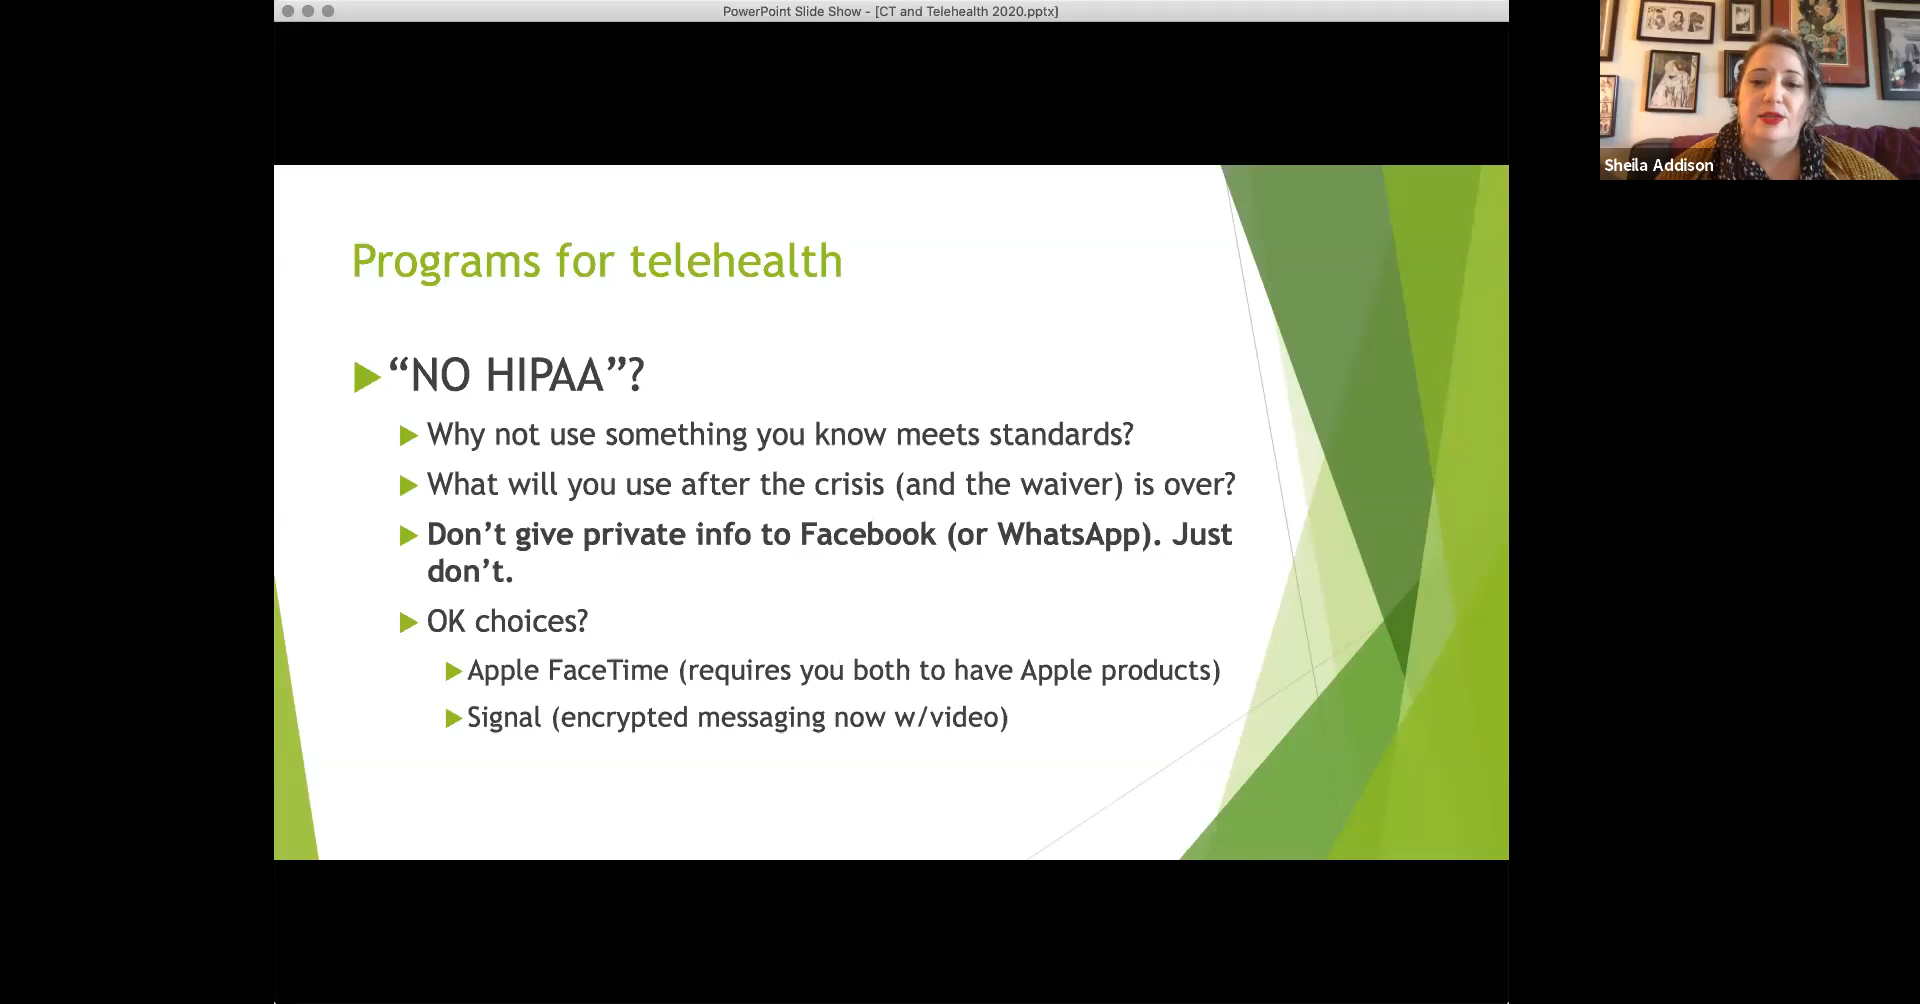 PowerPoint Slide Show - [CT and Telehealth 2020.pptx]
Sheila Addison
Programs for telehealth
“NO HIPAA”?
Why not use something you know meets standards?
What will you use after the crisis (and the waiver) is over?
Don’t give private info to Facebook (or WhatsApp). Just
don’t.
OK choices?
Apple FaceTime (requires you both to have Apple products)
Signal (encrypted messaging now w/video)